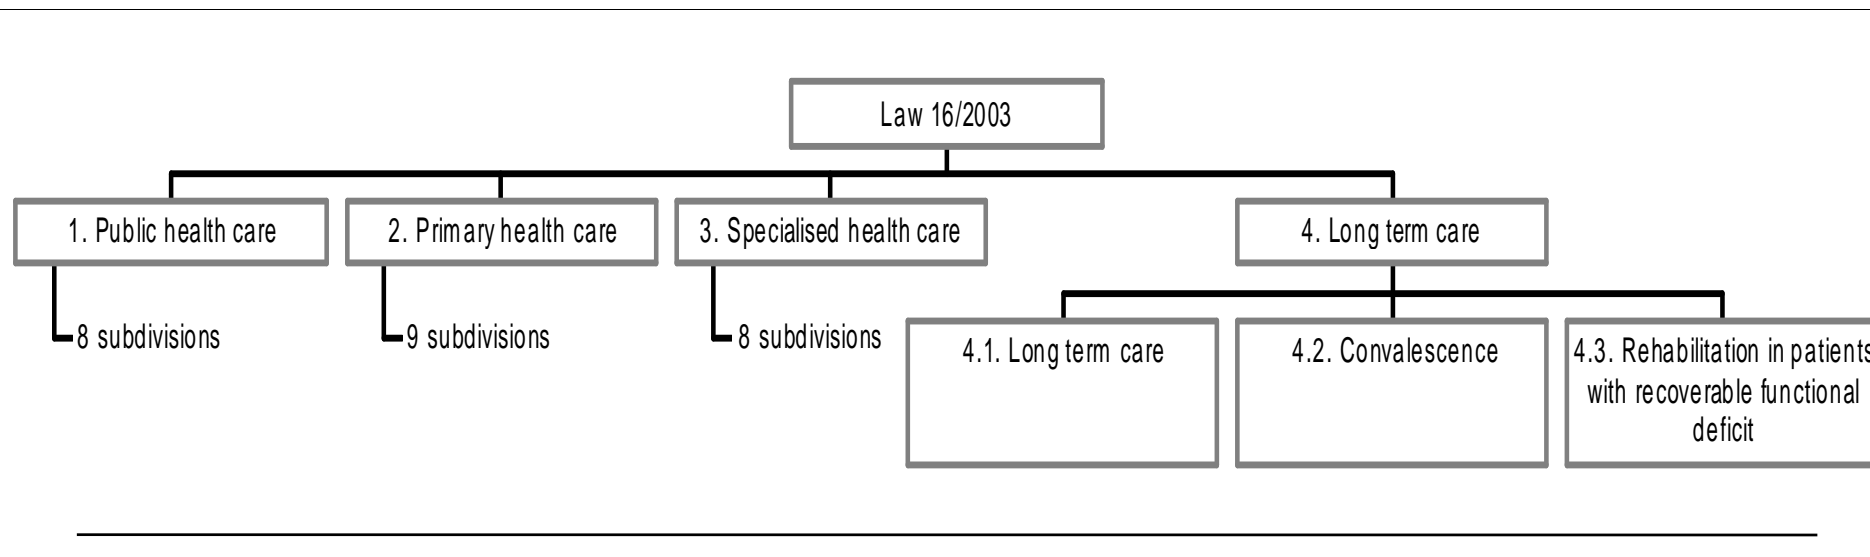 Law 16/2003
1. Public health care
2. Primary health care
3. Specialised health care
4. Long term care
8 subdivisions
9 subdivisions
8 subdivisions
4.1. Long term care
4.2. Convalescence
4.3. Rehabilitation in patients
with recoverable functional
deficit